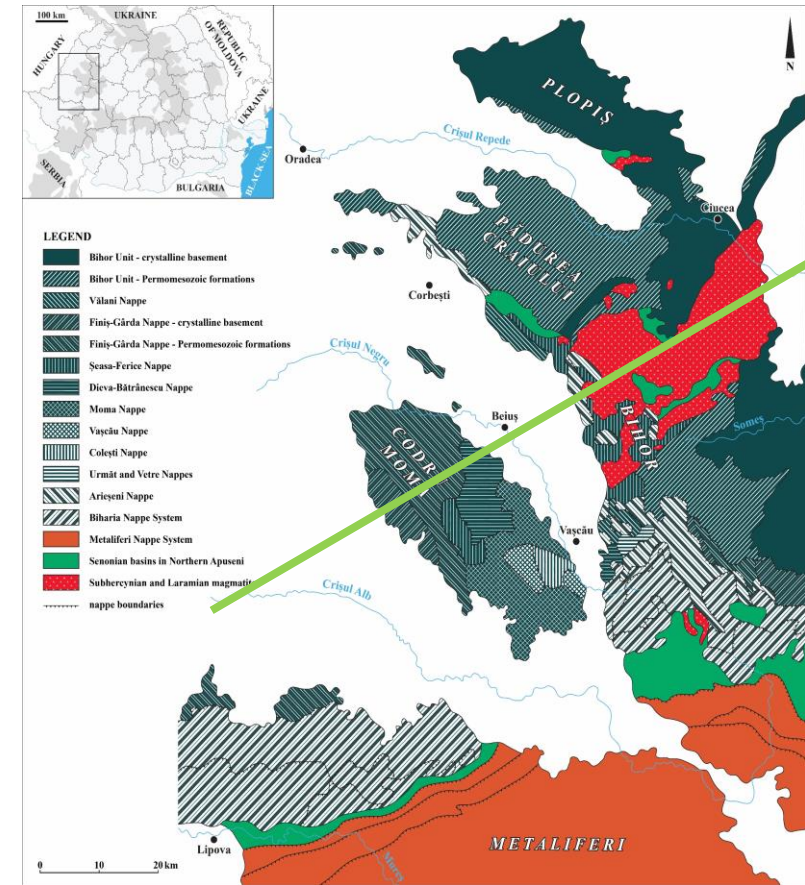 100 km
UKRAINE
HUNGARY
REPUBLIC
OF MOLDOVA
UKRAINE
SERBIA
BULGARIA
BLACK SEA
N
PLOPIȘ
Oradea
Crișul Repede
Ciucea
PĂDUREA
CRAIULUI
Corbești
LEGEND
Bihor Unit - crystalline basement
Bihor Unit - Permomesozoic formations
Vălani Nappe
Finiș-Gârda Nappe - crystalline basement
Finiș-Gârda Nappe - Permomesozoic formations
Șeasa-Ferice Nappe
Dieva-Bătrânescu Nappe
Moma Nappe
Vașcău Nappe
Colești Nappe
Următ and Vetre Nappes
Arieșeni Nappe
Biharia Nappe System
Metaliferi Nappe System
Senonian basins in Northern Apuseni
Subhercynian and Laramian magmatit
nappe boundaries
Crișul Negru
Beiuș
BIHOR
Someș
CODR
MOM
Vașcău
Crișul Alb
Lipova
Mureș
METALIFERI
0 10 20 km